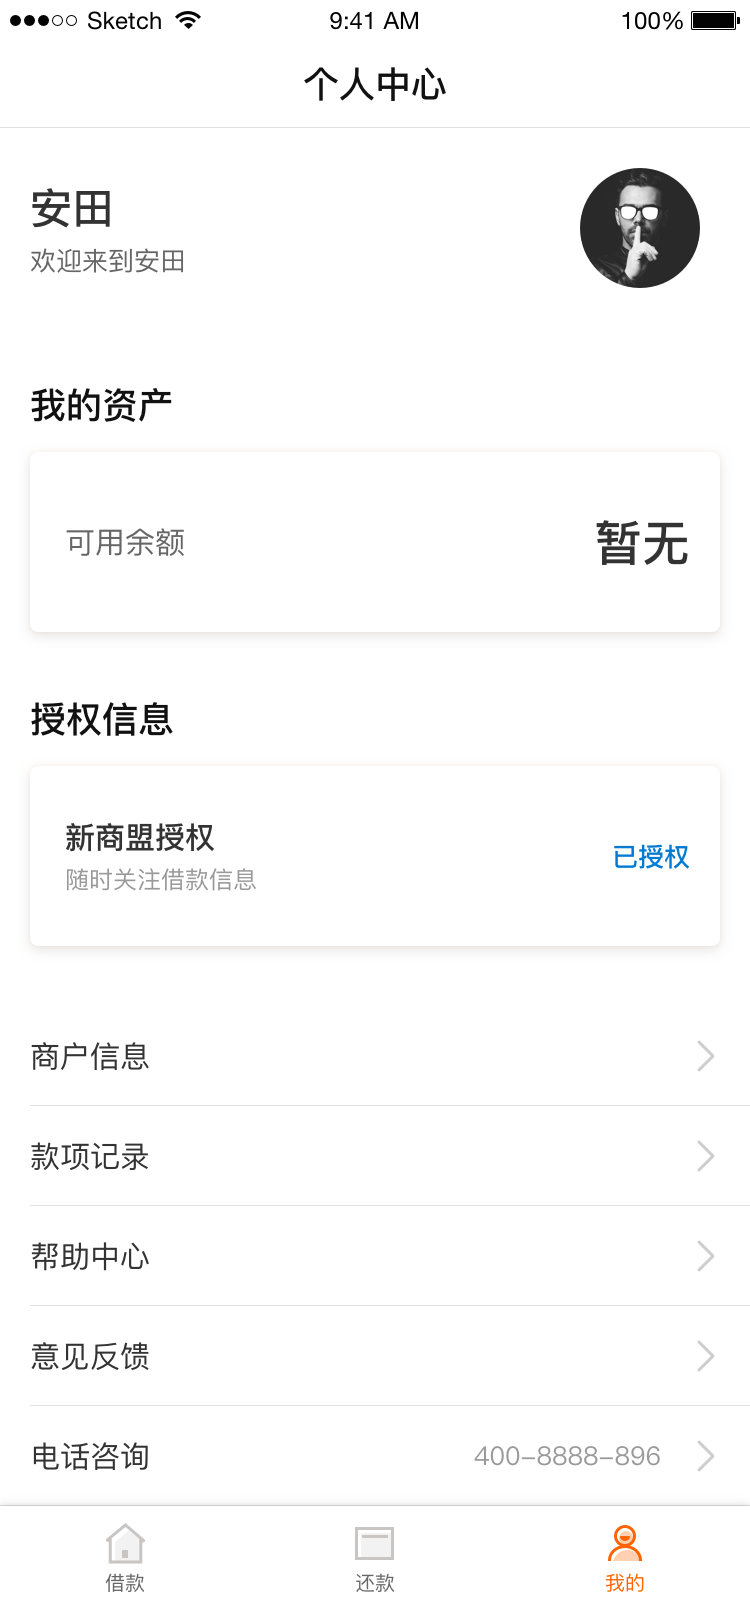 Sketch 9:41 AM 100%
个人中心
安田
欢迎来到安田
我的资产
可用余额 暂无
授权信息
新商盟授权
随时关注借款信息
已授权
商户信息
款项记录
帮助中心
意见反馈
电话咨询 400-8888-896
借款 还款 我的